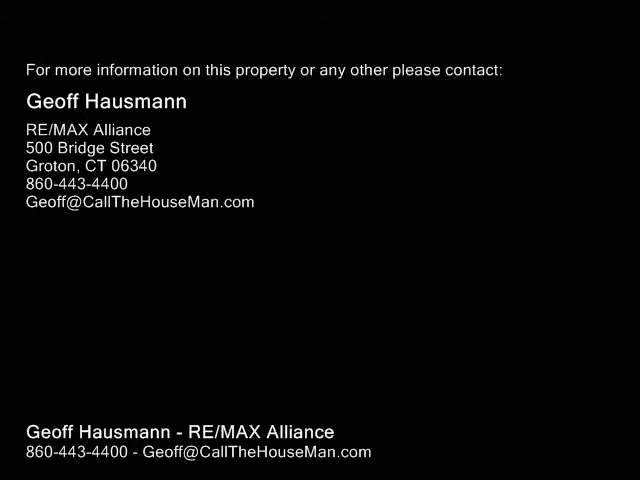 For more information on this property or any other please contact:
Geoff Hausmann
RE/MAX Alliance
500 Bridge Street
Groton, CT 06340
860-443-4400
Geoff@CallTheHouseMan.com
Geoff Hausmann - RE/MAX Alliance
860-443-4400 - Geoff@CallTheHouseMan.com